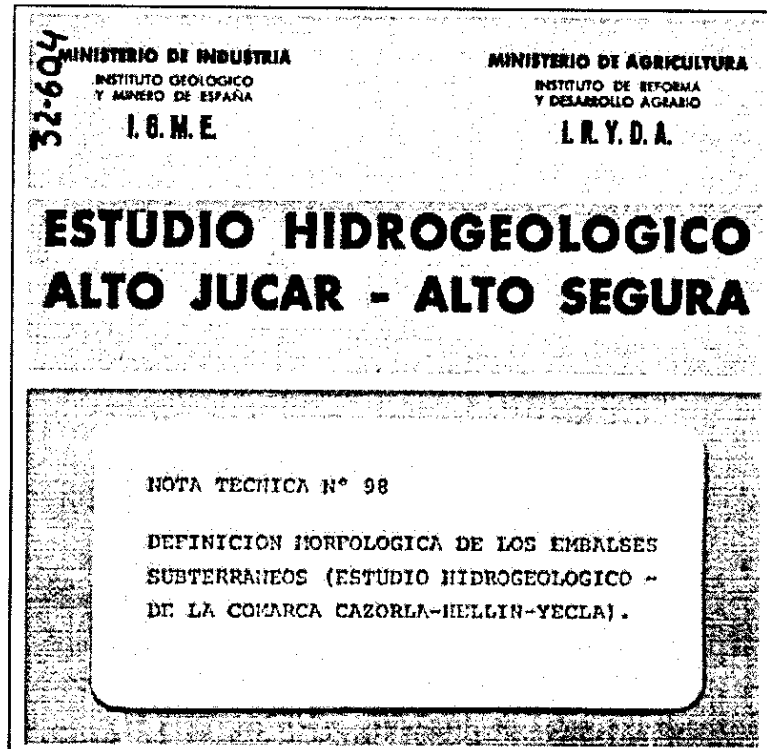 32-604
MINISTERIO DE INDUSTRIA
INSTITUTO GEOLOGICO
Y MINERO DE ESPAÑA
I. G. M. E.
MINISTERIO DE AGRICULTURA
INSTITUTO DE REFORMA
Y DESARROLLO AGRARIO
I. R. Y. D. A.
ESTUDIO HIDROGEOLOGICO
ALTO JUCAR - ALTO SEGURA
NOTA TECNICA Nº 98
DEFINICION MORFOLOGICA DE LOS EMBALSES
SUBTERRANEOS (ESTUDIO HIDROGEOLOGICO -
DE LA COMARCA CAZORLA-HELLIN-YECLA).